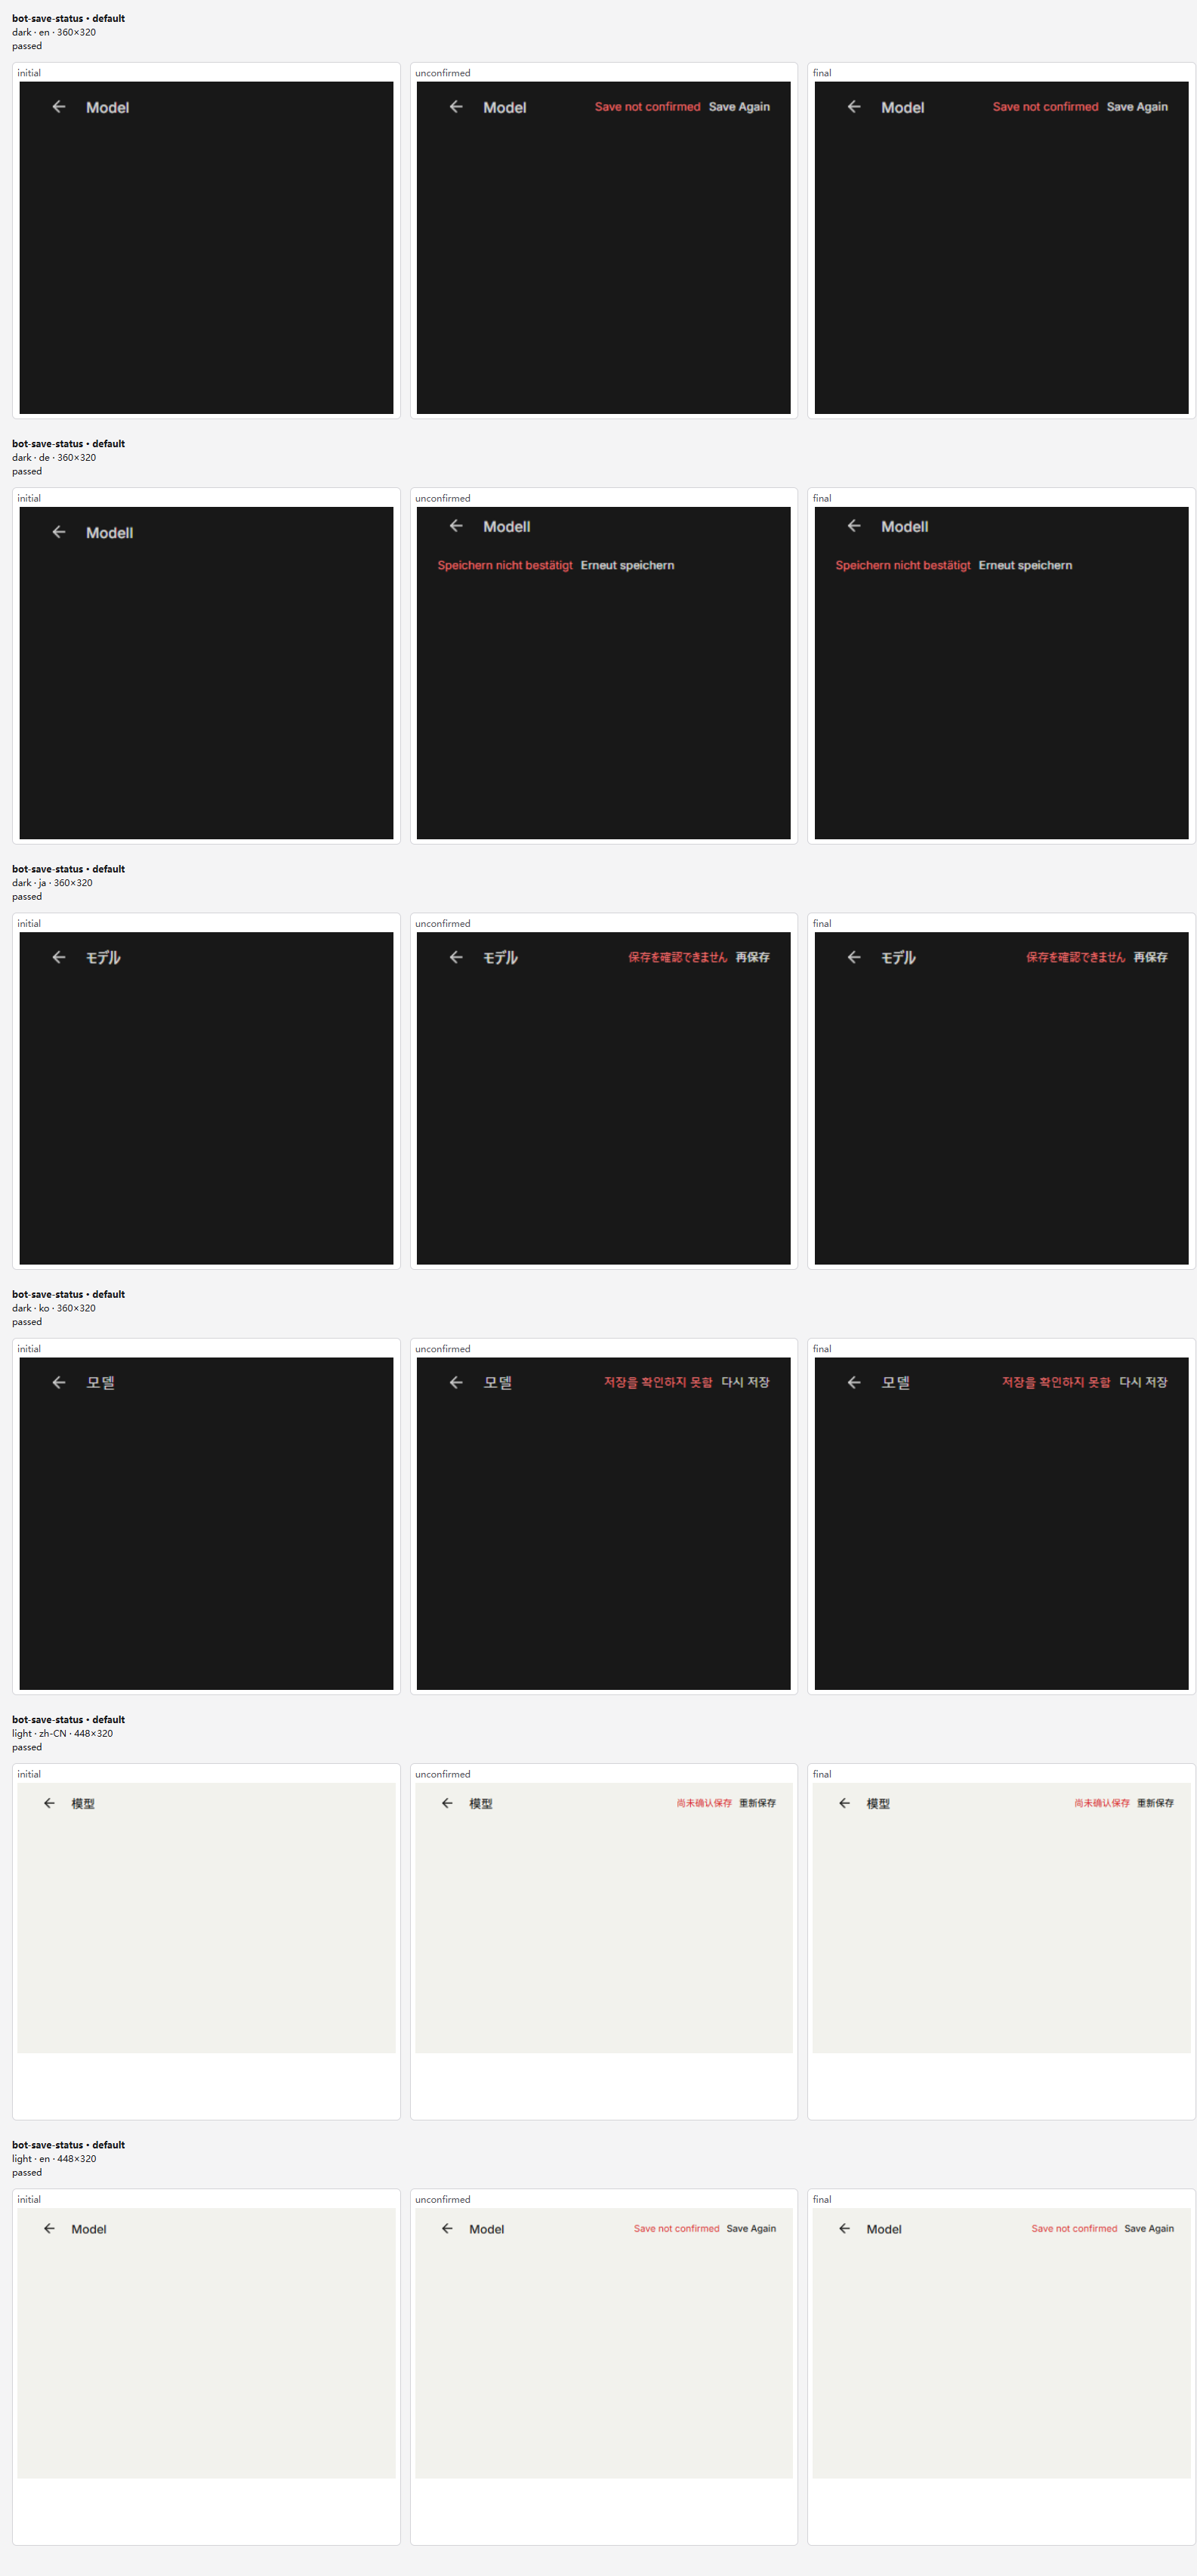 bot-save-status • default
dark · en · 360×320
passed
initial
unconfirmed
final
Model
Model
Save not confirmed Save Again
Model
Save not confirmed Save Again
bot-save-status • default
dark · de · 360×320
passed
initial
unconfirmed
final
Modell
Modell
Speichern nicht bestätigt Erneut speichern
Modell
Speichern nicht bestätigt Erneut speichern
bot-save-status • default
dark · ja · 360×320
passed
initial
unconfirmed
final
モデル
モデル
保存を確認できません 再保存
モデル
保存を確認できません 再保存
bot-save-status • default
dark · ko · 360×320
passed
initial
unconfirmed
final
모델
모델
저장을 확인하지 못함 다시 저장
모델
저장을 확인하지 못함 다시 저장
bot-save-status • default
light · zh-CN · 448×320
passed
initial
unconfirmed
final
模型
模型
尚未确认保存 重新保存
模型
尚未确认保存 重新保存
bot-save-status • default
light · en · 448×320
passed
initial
unconfirmed
final
Model
Model
Save not confirmed Save Again
Model
Save not confirmed Save Again